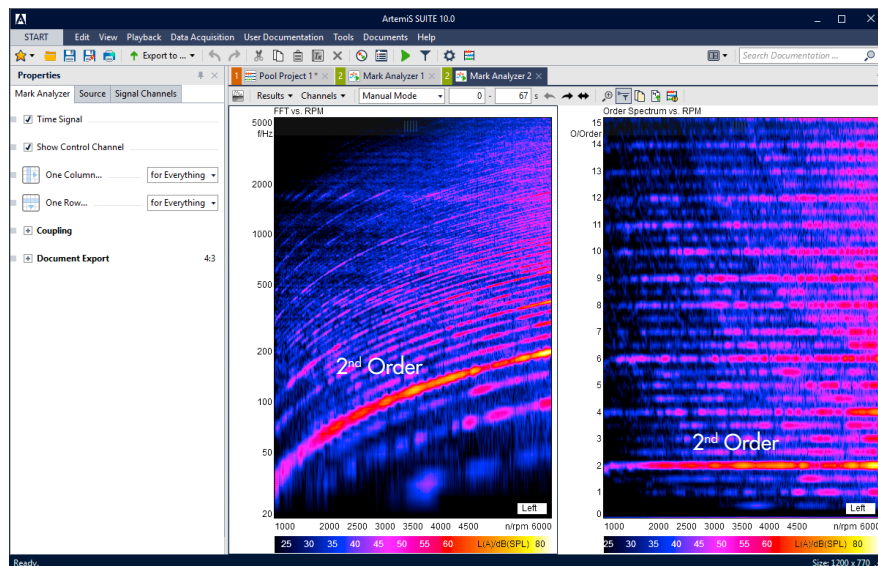 ArtemiS SUITE 10.0
START Edit View Playback Data Acquisition User Documentation Tools Documents Help
Export to ... Search Documentation ...
Properties
1 Pool Project 1* 2 Mark Analyzer 1 2 Mark Analyzer 2
Mark Analyzer Source Signal Channels
Results Channels Manual Mode 0 - 67 s
Time Signal
Show Control Channel
One Column... for Everything
One Row... for Everything
Coupling
Document Export 4:3
FFT vs. RPM
5000
f/Hz
2000
1000
500
200
100
50
20
2nd Order
Left
1000 2000 2500 3000 4000 4500 n/rpm 6000
25 30 35 40 45 50 55 60 L(A)/dB(SPL) 80
Order Spectrum vs. RPM
15
O/Order
14
13
12
11
10
9
8
7
6
5
4
3
2
1
0
2nd Order
Left
1000 2000 2500 3000 4000 4500 n/rpm 6000
25 30 35 40 45 50 55 60 L(A)/dB(SPL) 80
Ready. Size: 1200 x 770